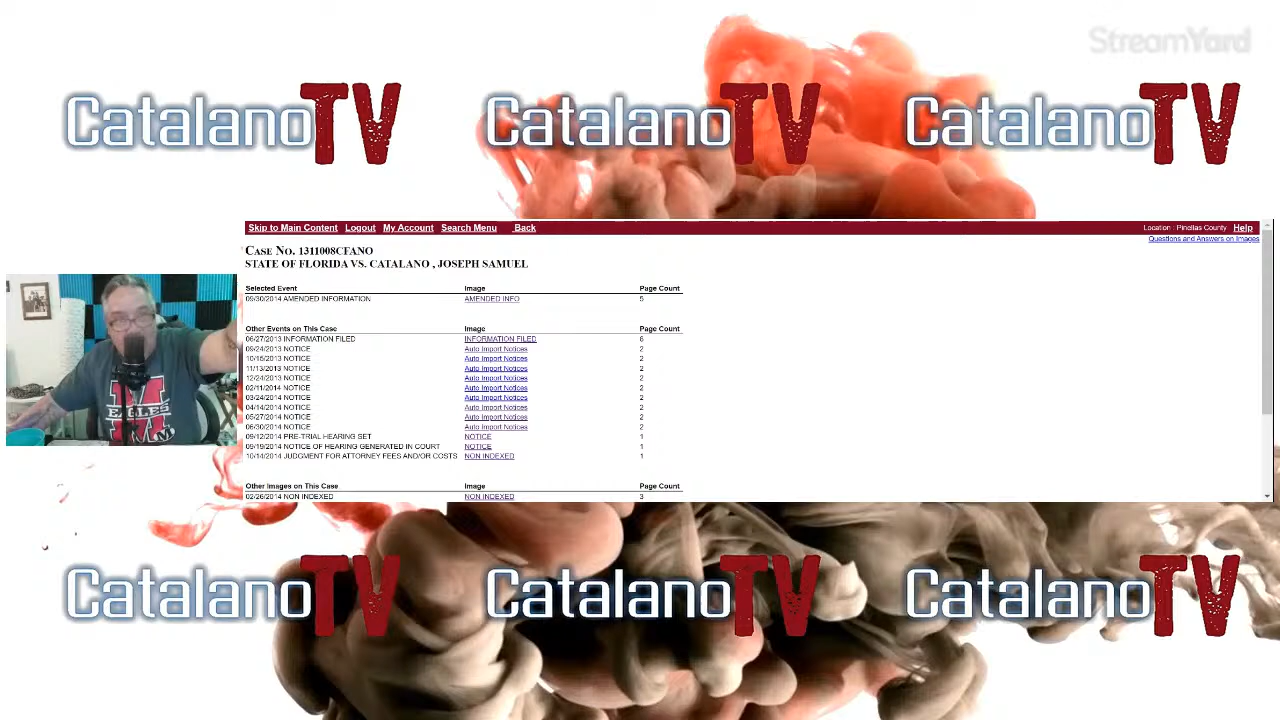 StreamYard
CatalanoTV CatalanoTV CatalanoTV
Skip to Main Content Logout My Account Search Menu Back Location : Pinellas County Help
Questions and Answers on Images
CASE NO. 1311008CFANO
STATE OF FLORIDA VS. CATALANO , JOSEPH SAMUEL
Selected Event Image Page Count
09/30/2014 AMENDED INFORMATION AMENDED INFO 5
Other Events on This Case Image Page Count
06/27/2013 INFORMATION FILED INFORMATION FILED 6
09/24/2013 NOTICE Auto Import Notices 2
10/15/2013 NOTICE Auto Import Notices 2
11/13/2013 NOTICE Auto Import Notices 2
12/24/2013 NOTICE Auto Import Notices 2
02/11/2014 NOTICE Auto Import Notices 2
03/24/2014 NOTICE Auto Import Notices 2
04/14/2014 NOTICE Auto Import Notices 2
05/27/2014 NOTICE Auto Import Notices 2
06/30/2014 NOTICE Auto Import Notices 2
09/12/2014 PRE-TRIAL HEARING SET NOTICE 1
09/19/2014 NOTICE OF HEARING GENERATED IN COURT NOTICE 1
10/14/2014 JUDGMENT FOR ATTORNEY FEES AND/OR COSTS NON INDEXED 1
Other Images on This Case Image Page Count
02/26/2014 NON INDEXED NON INDEXED 3
EAGLES
M
CatalanoTV CatalanoTV CatalanoTV